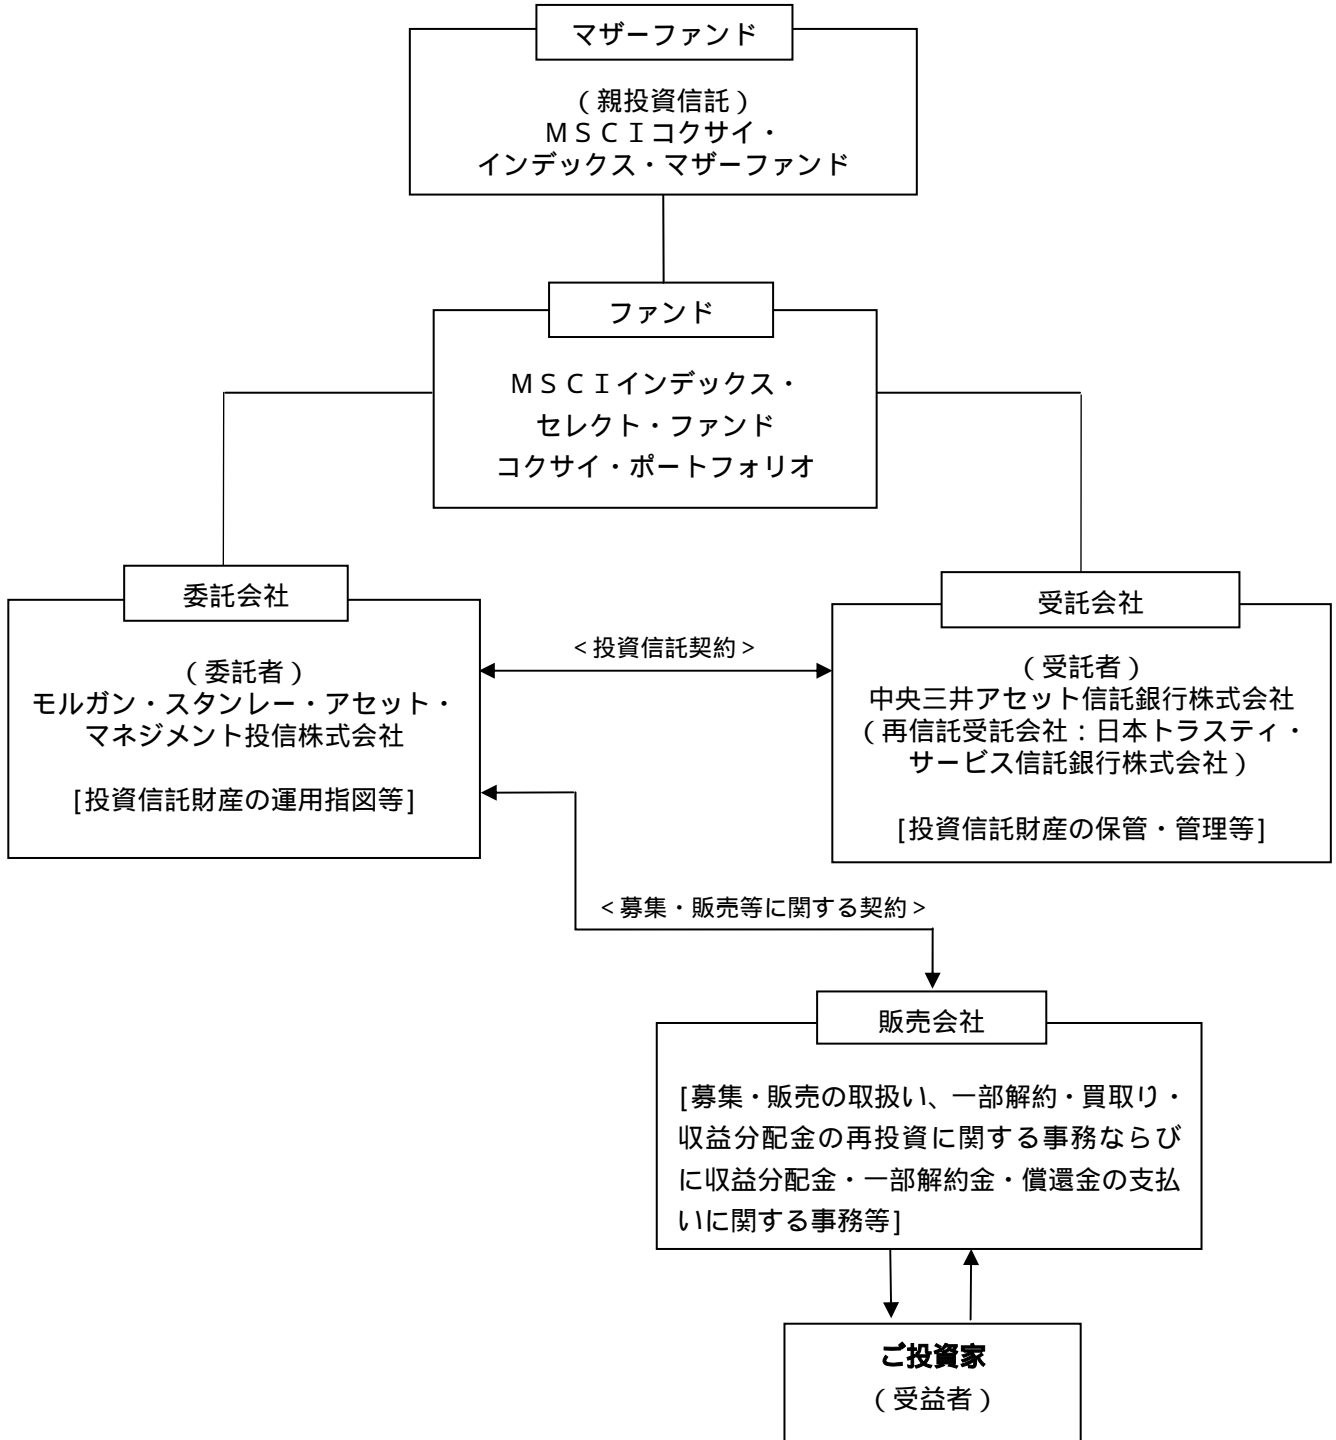 マザーファンド
（親投資信託）
ＭＳＣＩコクサイ・
インデックス・マザーファンド
ファンド
ＭＳＣＩインデックス・
セレクト・ファンド
コクサイ・ポートフォリオ
委託会社
（委託者）
モルガン・スタンレー・アセット・
マネジメント投信株式会社
[投資信託財産の運用指図等]
＜投資信託契約＞
受託会社
（受託者）
中央三井アセット信託銀行株式会社
（再信託受託会社：日本トラスティ・
サービス信託銀行株式会社）
[投資信託財産の保管・管理等]
＜募集・販売等に関する契約＞
販売会社
[募集・販売の取扱い、一部解約・買取り・
収益分配金の再投資に関する事務ならび
に収益分配金・一部解約金・償還金の支払
いに関する事務等]
ご投資家
（受益者）